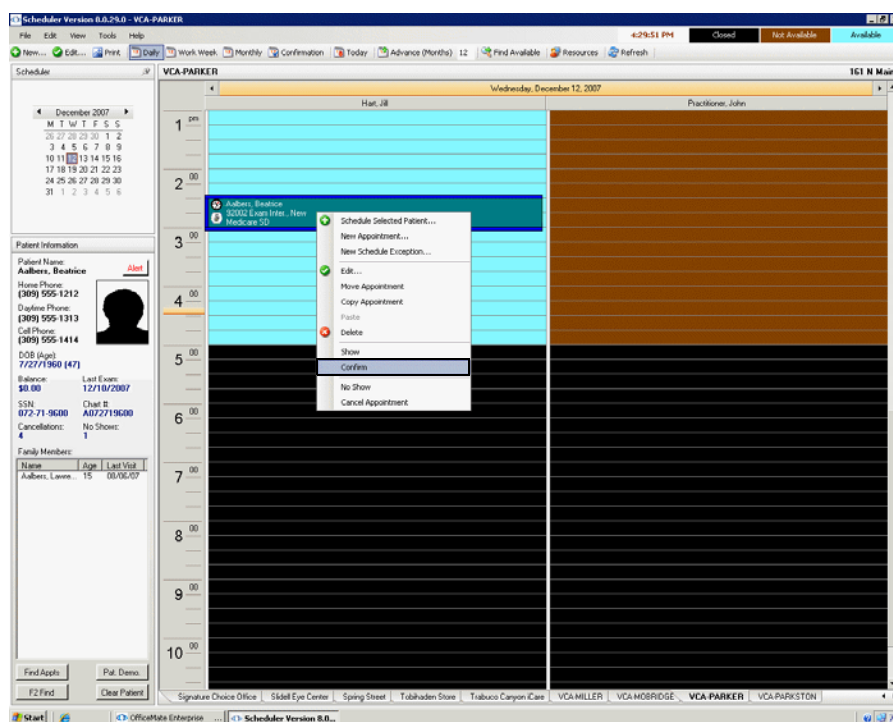 Scheduler Version 8.0.29.0 - VCA-PARKER
File Edit View Tools Help
4:29:51 PM Closed Not Available Available
New... Edit... Print Daily Work Week Monthly Confirmation Today Advance (Months) 12 Find Available Resources Refresh
Scheduler
VCA-PARKER 161 N Main
Wednesday, December 12, 2007
Hart, Jill Practitioner, John
December 2007
M T W T F S S
26 27 28 29 30 1 2
3 4 5 6 7 8 9
10 11 12 13 14 15 16
17 18 19 20 21 22 23
24 25 26 27 28 29 30
31 1 2 3 4 5 6
1 pm
2 00
3 00
4 00
5 00
6 00
7 00
8 00
9 00
10 00
Aalbers, Beatrice
92002 Exam Inter., New
Medicare SD
Schedule Selected Patient...
New Appointment...
New Schedule Exception...
Edit...
Move Appointment
Copy Appointment
Paste
Delete
Show
Confirm
No Show
Cancel Appointment
Patient Information
Patient Name:
Aalbers, Beatrice
Alert
Home Phone:
(309) 555-1212
Daytime Phone:
(309) 555-1313
Cell Phone:
(309) 555-1414
DOB (Age):
7/27/1960 (47)
Balance: Last Exam:
$0.00 12/10/2007
SSN: Chart #:
072-71-9600 A072719600
Cancellations: No Shows:
4 1
Family Members:
Name Age Last Visit
Aalbers, Lawre... 15 08/06/07
Find Appts Pat. Demo.
F2 Find Clear Patient
Signature Choice Office Slidell Eye Center Spring Street Tobihaden Store Trabuco Canyon iCare VCA-MILLER VCA-MOBRIDGE VCA-PARKER VCA-PARKSTON
Start OfficeMate Enterprise ... Scheduler Version 8.0...